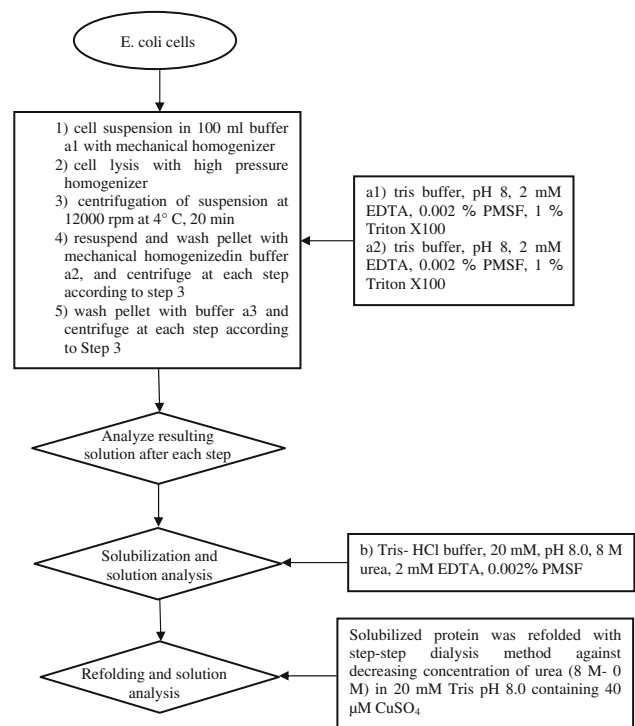 E. coli cells
1) cell suspension in 100 ml buffer
a1 with mechanical homogenizer
2) cell lysis with high pressure
homogenizer
3) centrifugation of suspension at
12000 rpm at 4° C, 20 min
4) resuspend and wash pellet with
mechanical homogenizedin buffer
a2, and centrifuge at each step
according to step 3
5) wash pellet with buffer a3 and
centrifuge at each step according
to Step 3
a1) tris buffer, pH 8, 2 mM
EDTA, 0.002 % PMSF, 1 %
Triton X100
a2) tris buffer, pH 8, 2 mM
EDTA, 0.002 % PMSF, 1 %
Triton X100
Analyze resulting
solution after each step
Solubilization and
solution analysis
b) Tris- HCl buffer, 20 mM, pH 8.0, 8 M
urea, 2 mM EDTA, 0.002% PMSF
Refolding and solution
analysis
Solubilized protein was refolded with
step-step dialysis method against
decreasing concentration of urea (8 M- 0
M) in 20 mM Tris pH 8.0 containing 40
μM CuSO₄